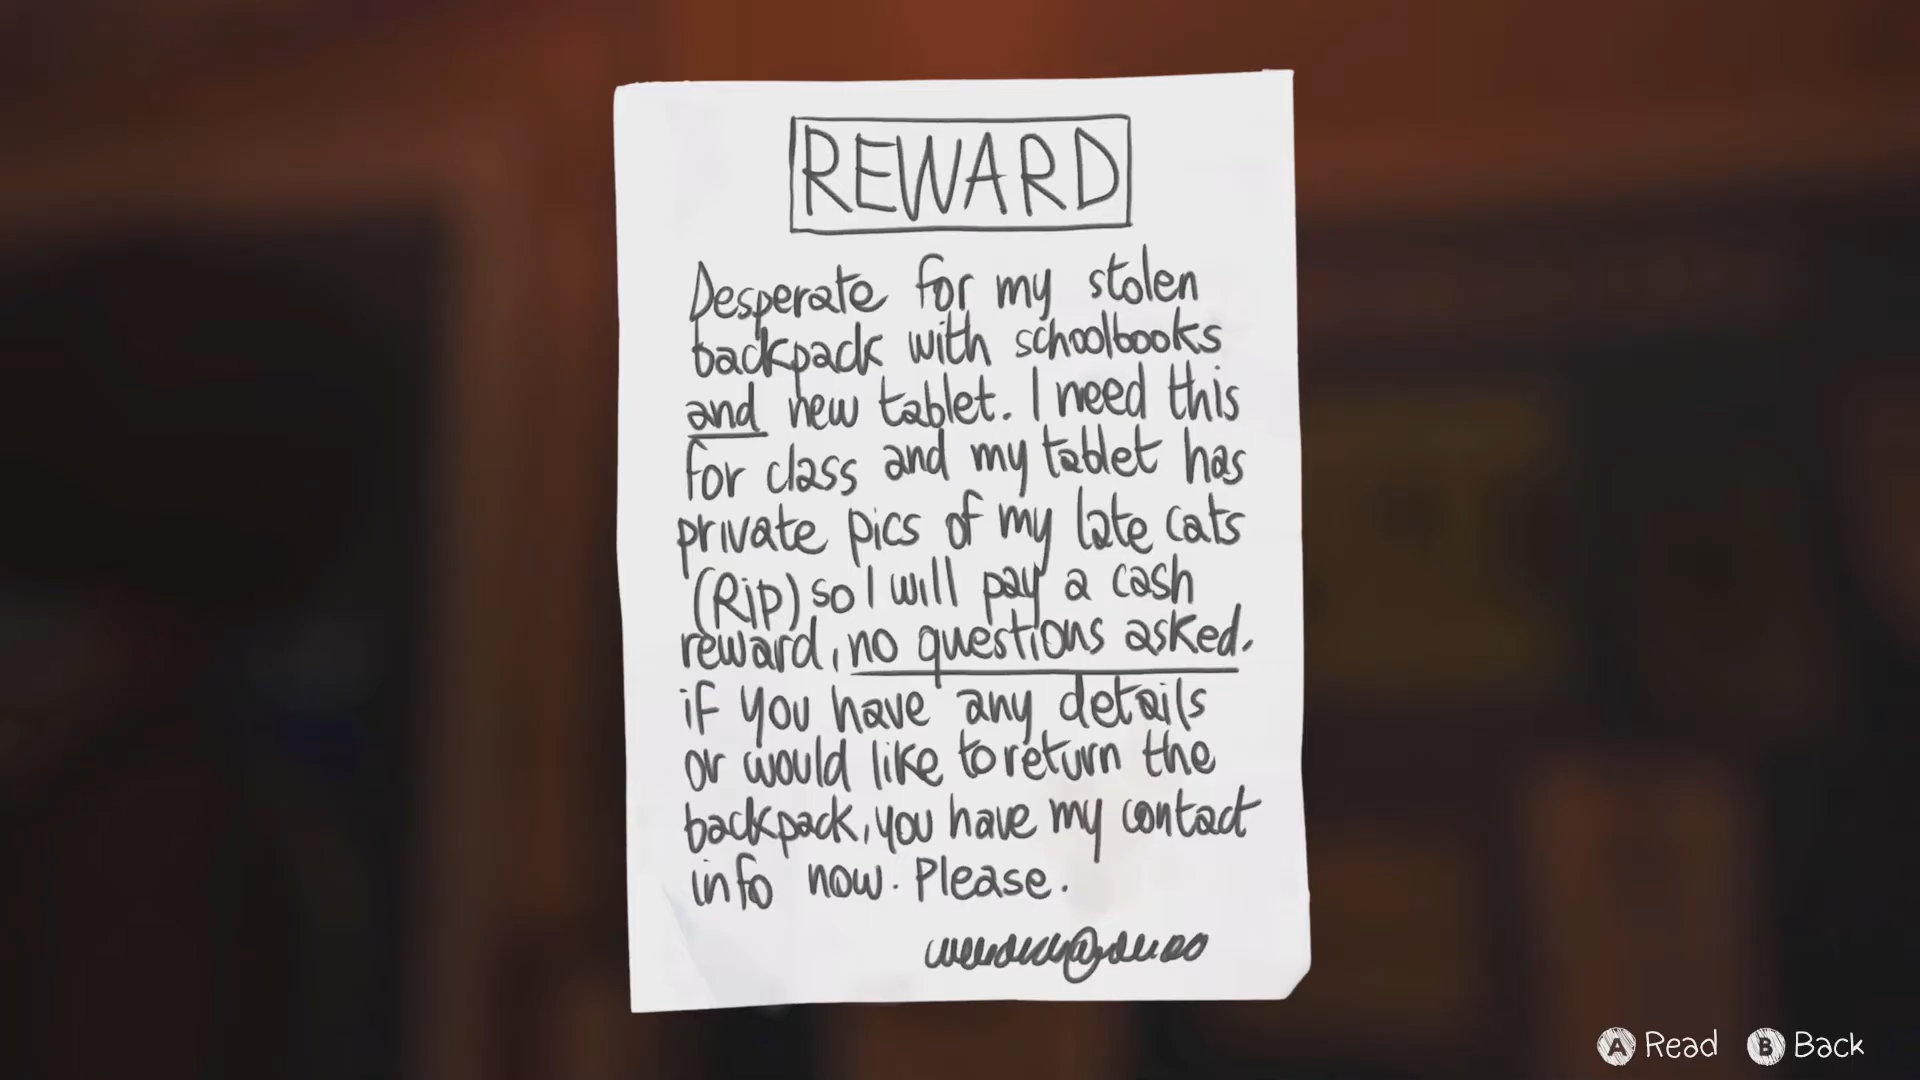 REWARD
Desperate for my stolen
backpack with schoolbooks
and new tablet. I need this
for class and my tablet has
private pics of my late cats
(RiP) so I will pay a cash
reward, no questions asked.
if you have any details
or would like to return the
backpack, you have my contact
info now. Please.
A Read B Back